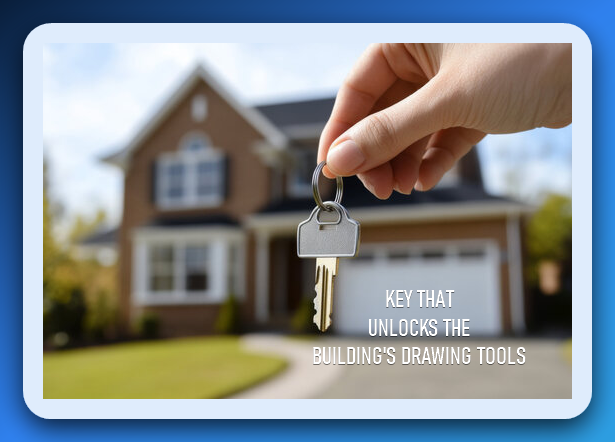 KEY THAT
UNLOCKS THE
BUILDING'S DRAWING TOOLS